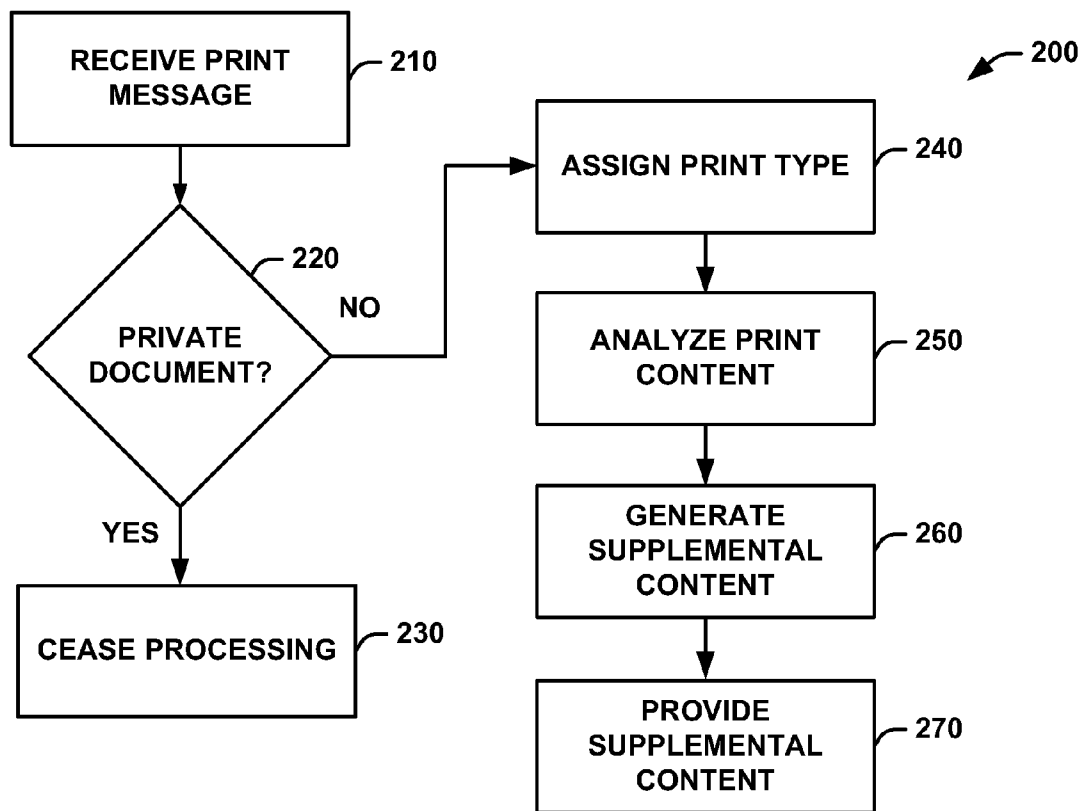 RECEIVE PRINT
MESSAGE
210
PRIVATE
DOCUMENT?
220
NO
YES
CEASE PROCESSING
230
200
ASSIGN PRINT TYPE
240
ANALYZE PRINT
CONTENT
250
GENERATE
SUPPLEMENTAL
CONTENT
260
PROVIDE
SUPPLEMENTAL
CONTENT
270